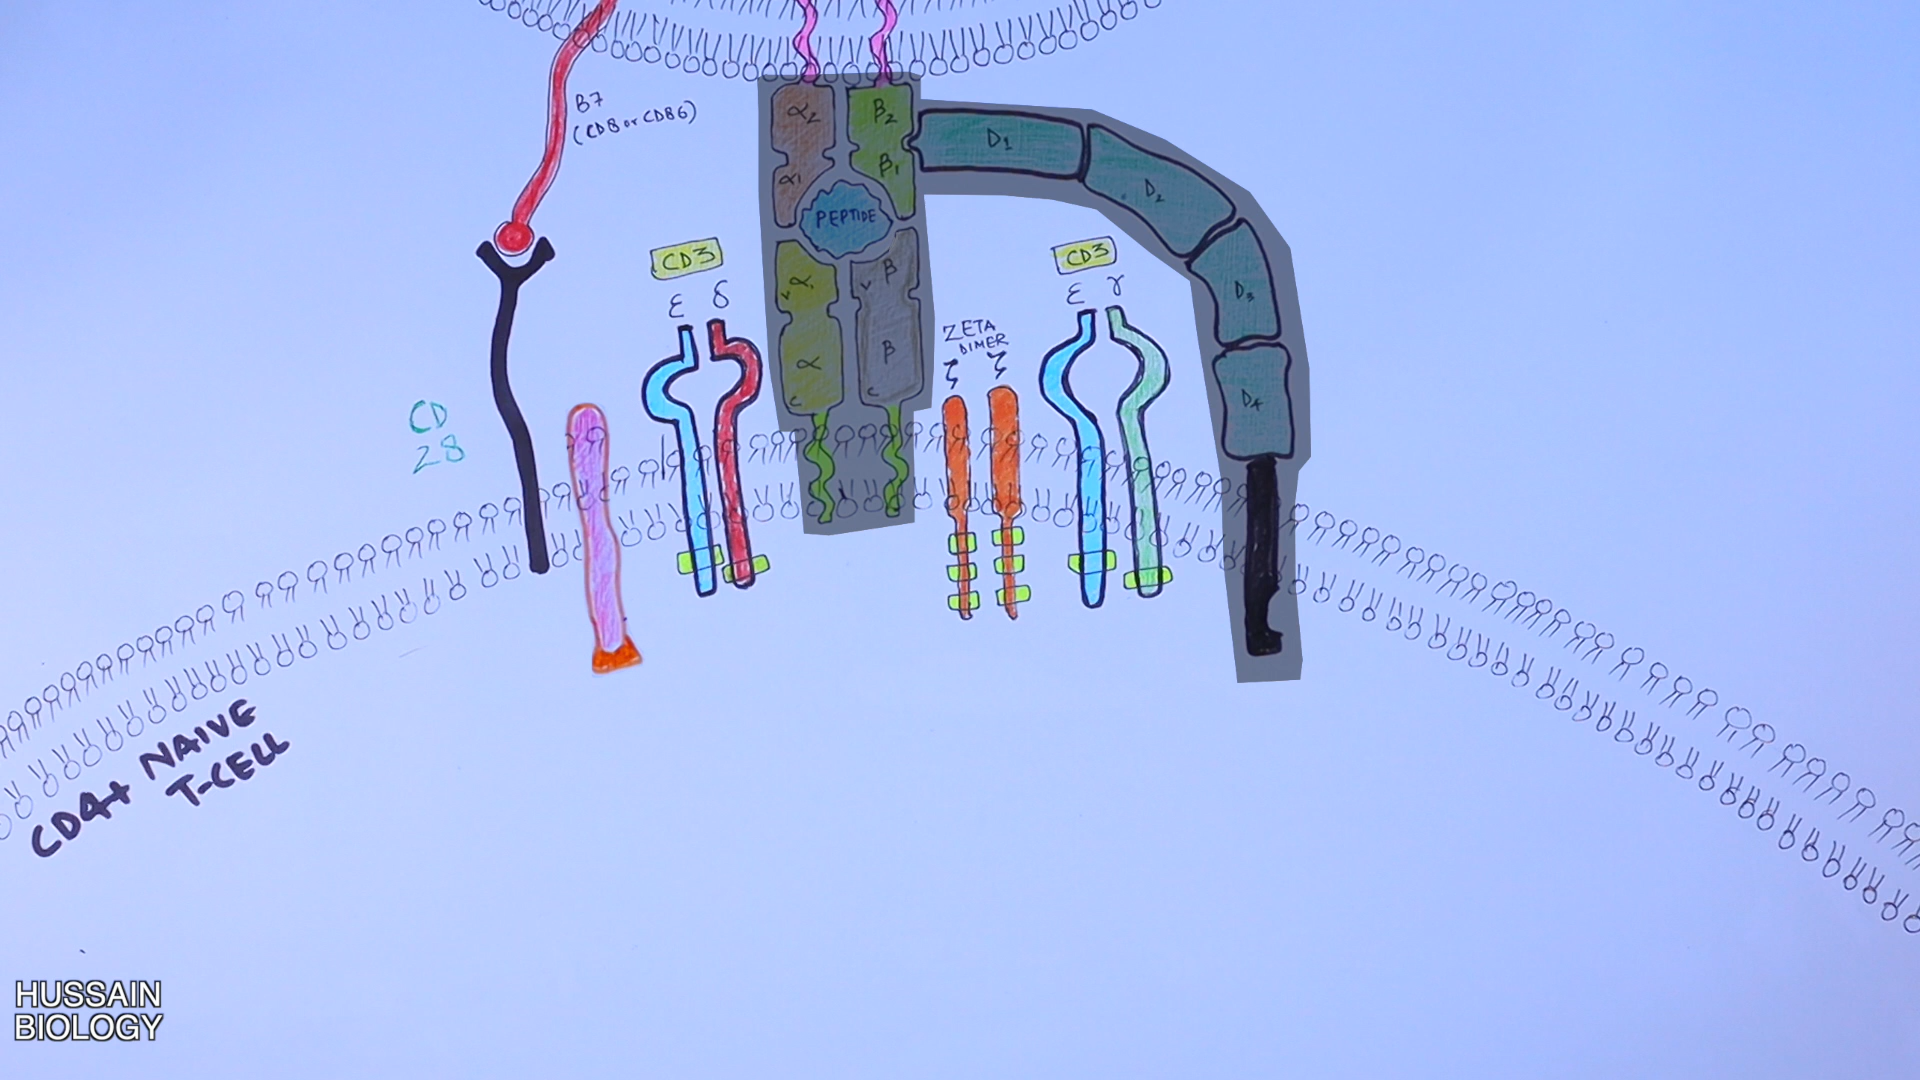 B7
(CD8 or CD86)
α2
β2
α1
β1
PEPTIDE
D1
D2
D3
D4
CD3
ε δ
α
v
β
v
α
c
β
c
ZETA
DIMER
ζ ζ
CD3
ε γ
CD
28
CD4+ NAIVE
T-CELL
HUSSAIN
BIOLOGY